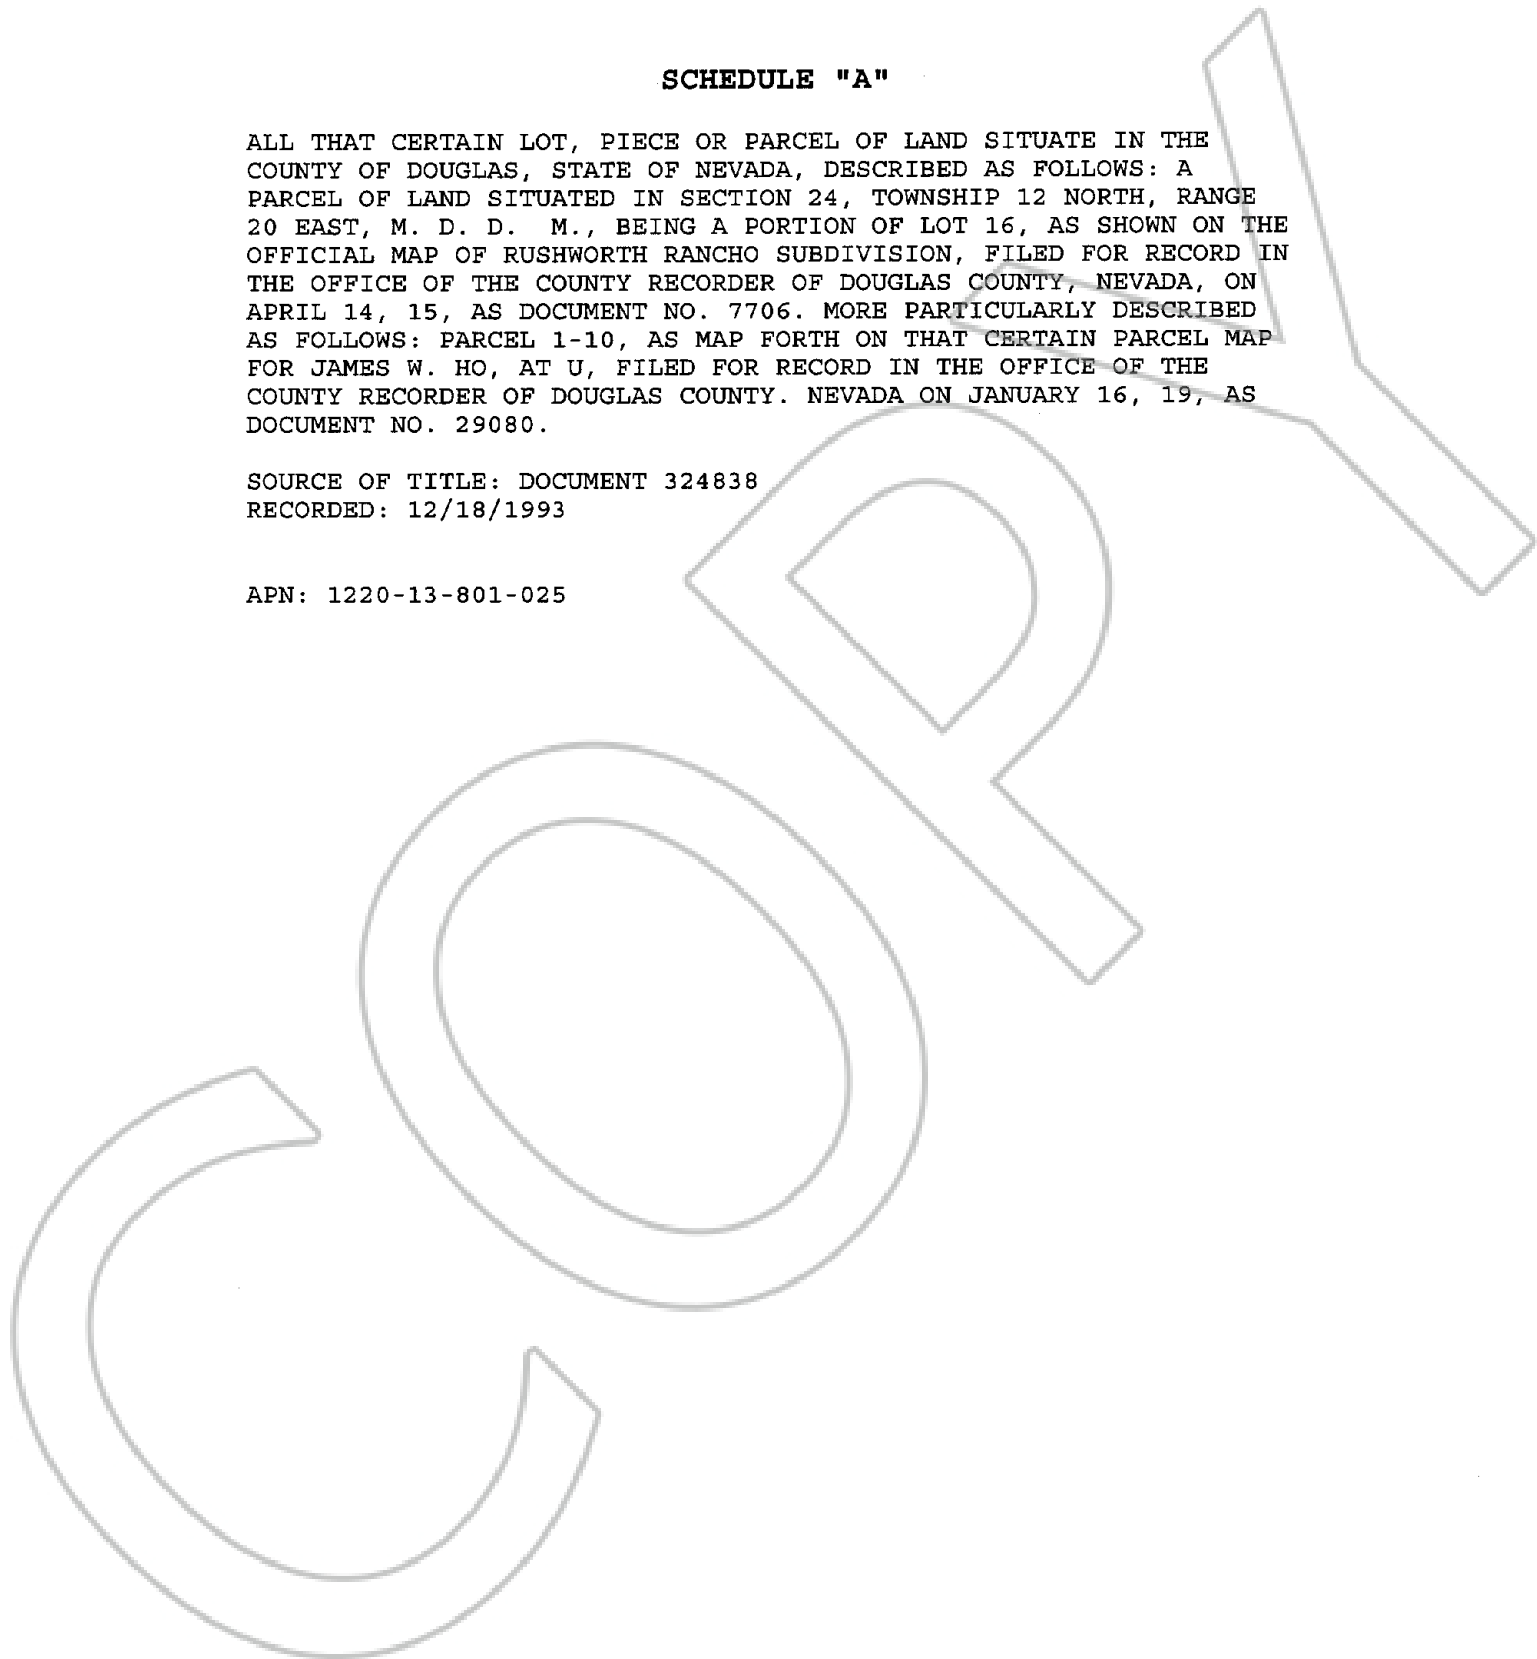 SCHEDULE "A"
ALL THAT CERTAIN LOT, PIECE OR PARCEL OF LAND SITUATE IN THE
COUNTY OF DOUGLAS, STATE OF NEVADA, DESCRIBED AS FOLLOWS: A
PARCEL OF LAND SITUATED IN SECTION 24, TOWNSHIP 12 NORTH, RANGE
20 EAST, M. D. D.  M., BEING A PORTION OF LOT 16, AS SHOWN ON THE
OFFICIAL MAP OF RUSHWORTH RANCHO SUBDIVISION, FILED FOR RECORD IN
THE OFFICE OF THE COUNTY RECORDER OF DOUGLAS COUNTY, NEVADA, ON
APRIL 14, 15, AS DOCUMENT NO. 7706. MORE PARTICULARLY DESCRIBED
AS FOLLOWS: PARCEL 1-10, AS MAP FORTH ON THAT CERTAIN PARCEL MAP
FOR JAMES W. HO, AT U, FILED FOR RECORD IN THE OFFICE OF THE
COUNTY RECORDER OF DOUGLAS COUNTY. NEVADA ON JANUARY 16, 19, AS
DOCUMENT NO. 29080.
SOURCE OF TITLE: DOCUMENT 324838
RECORDED: 12/18/1993
APN: 1220-13-801-025
COPY